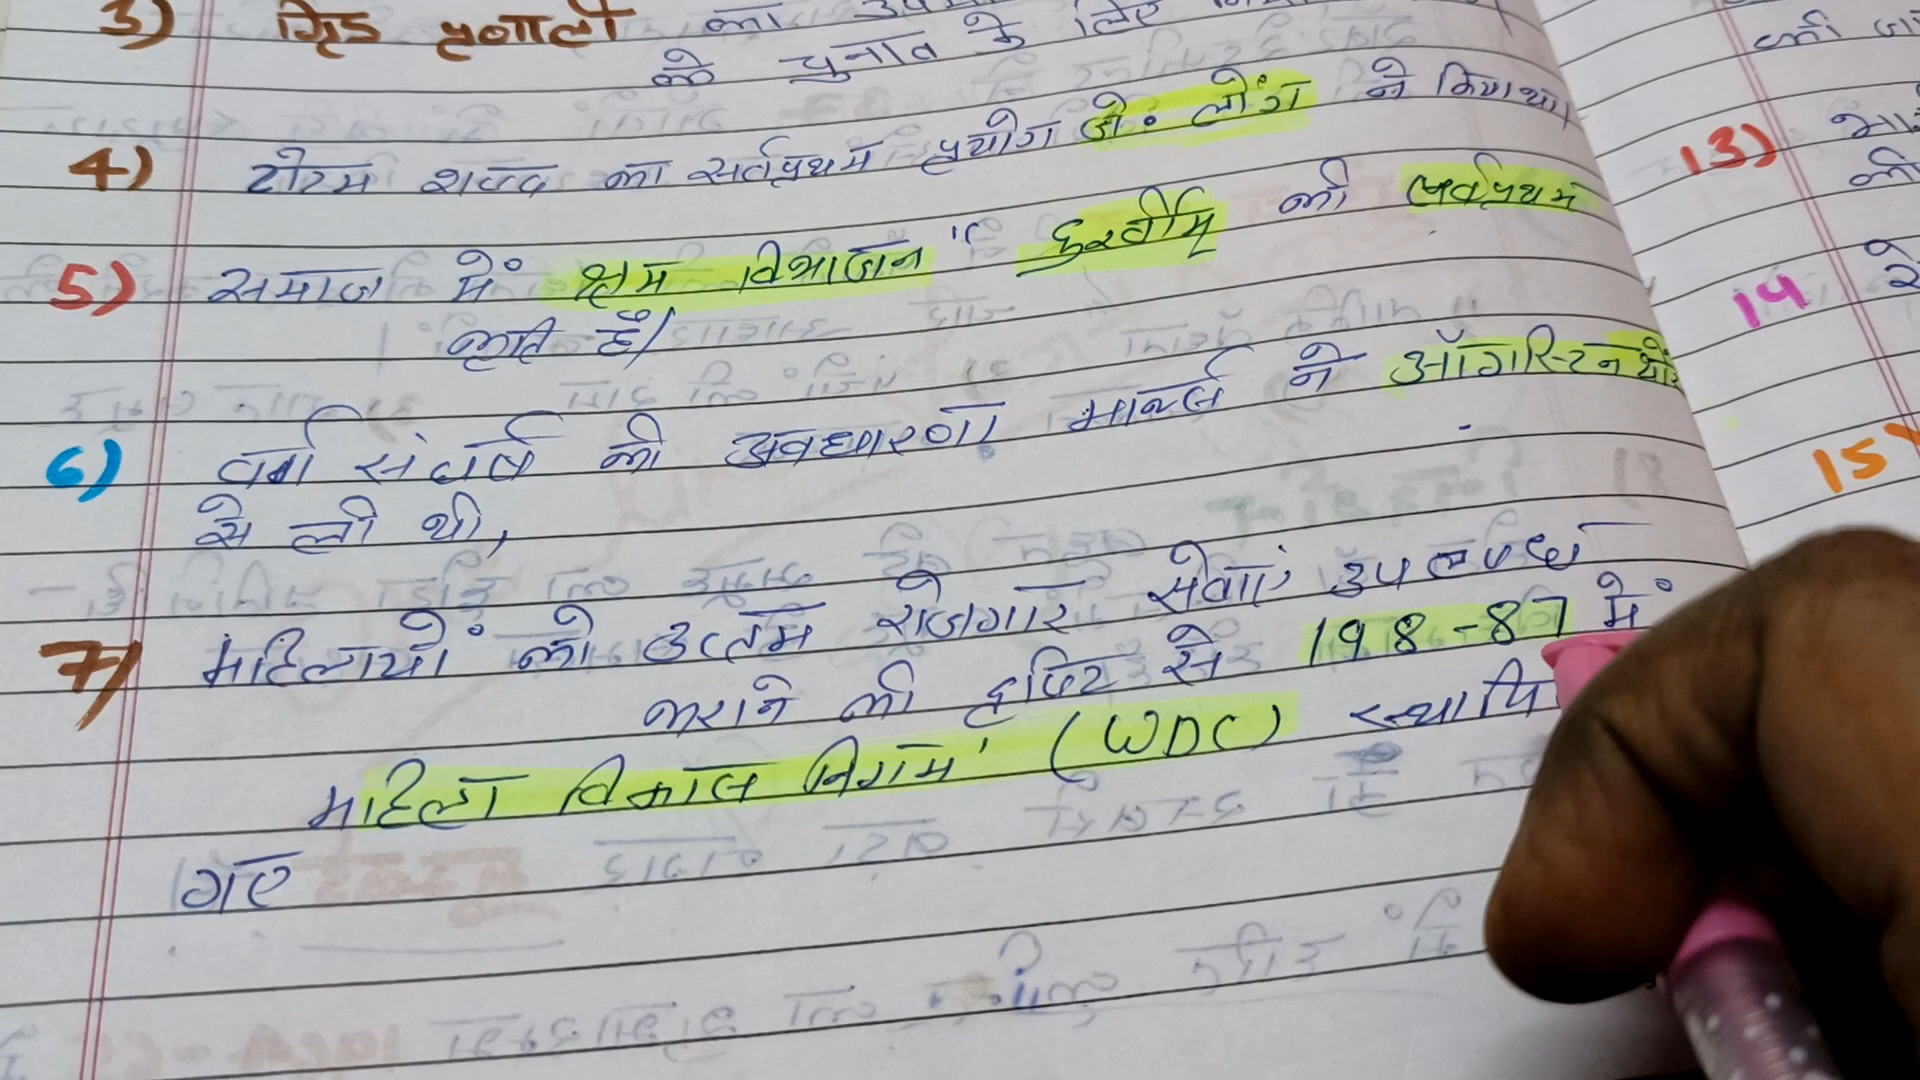 3) ग्रिड प्रणाली का
के चुनाव के लिए
4) टोटम शब्द का सर्वप्रथम प्रयोग जे. लोंग ने किया था।
5) समाज में श्रम विभाजन " दुरखीम की सर्वप्रथम
कृति है।
6) वर्ग संघर्ष की अवधारणा मार्क्स ने ऑगस्टिन थोरे
से ली थी,
7) महिलायों को उत्तम रोजगार सेवाएं उपलब्ध
कराने की दृष्टि से 198-87 में
महिला विकास निगम' (WDC) स्थापि
गए
की
13)
की
14
15)